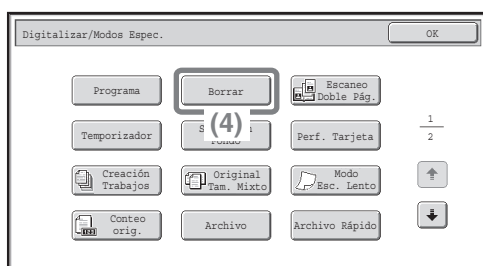 Digitalizar/Modos Espec.
OK
Programa
Borrar
Escaneo
Doble Pág.
(4)
Temporizador
Perf. Tarjeta
1
2
Creación
Trabajos
Original
Tam. Mixto
Modo
Esc. Lento
Conteo
orig.
Archivo
Archivo Rápido